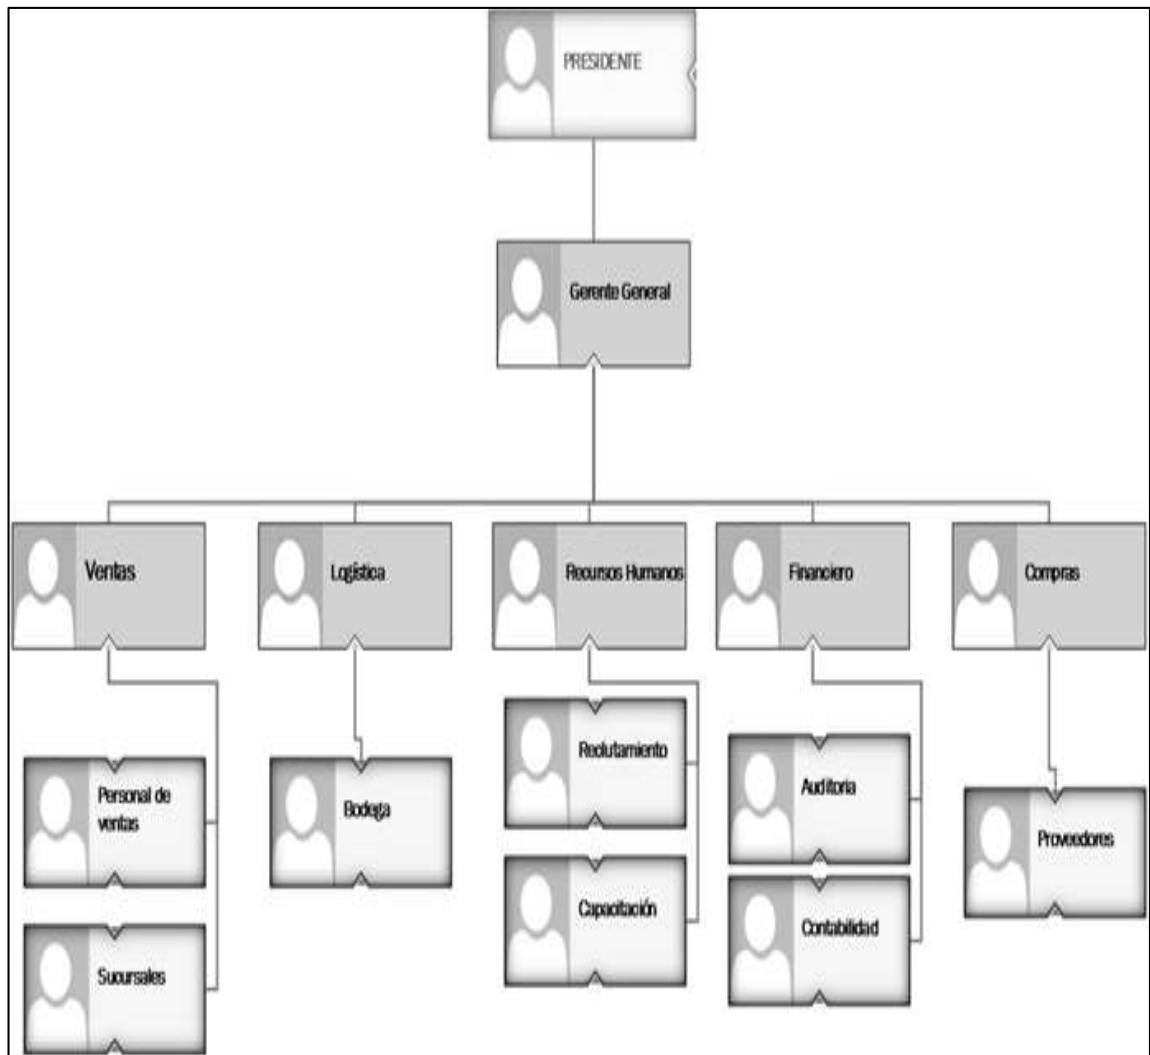 PRESIDENTE
Gerente General
Ventas
Logística
Recursos Humanos
Financiero
Compras
Personal de
ventas
Sucursales
Bodega
Reclutamiento
Capacitación
Auditoria
Contabilidad
Proveedores